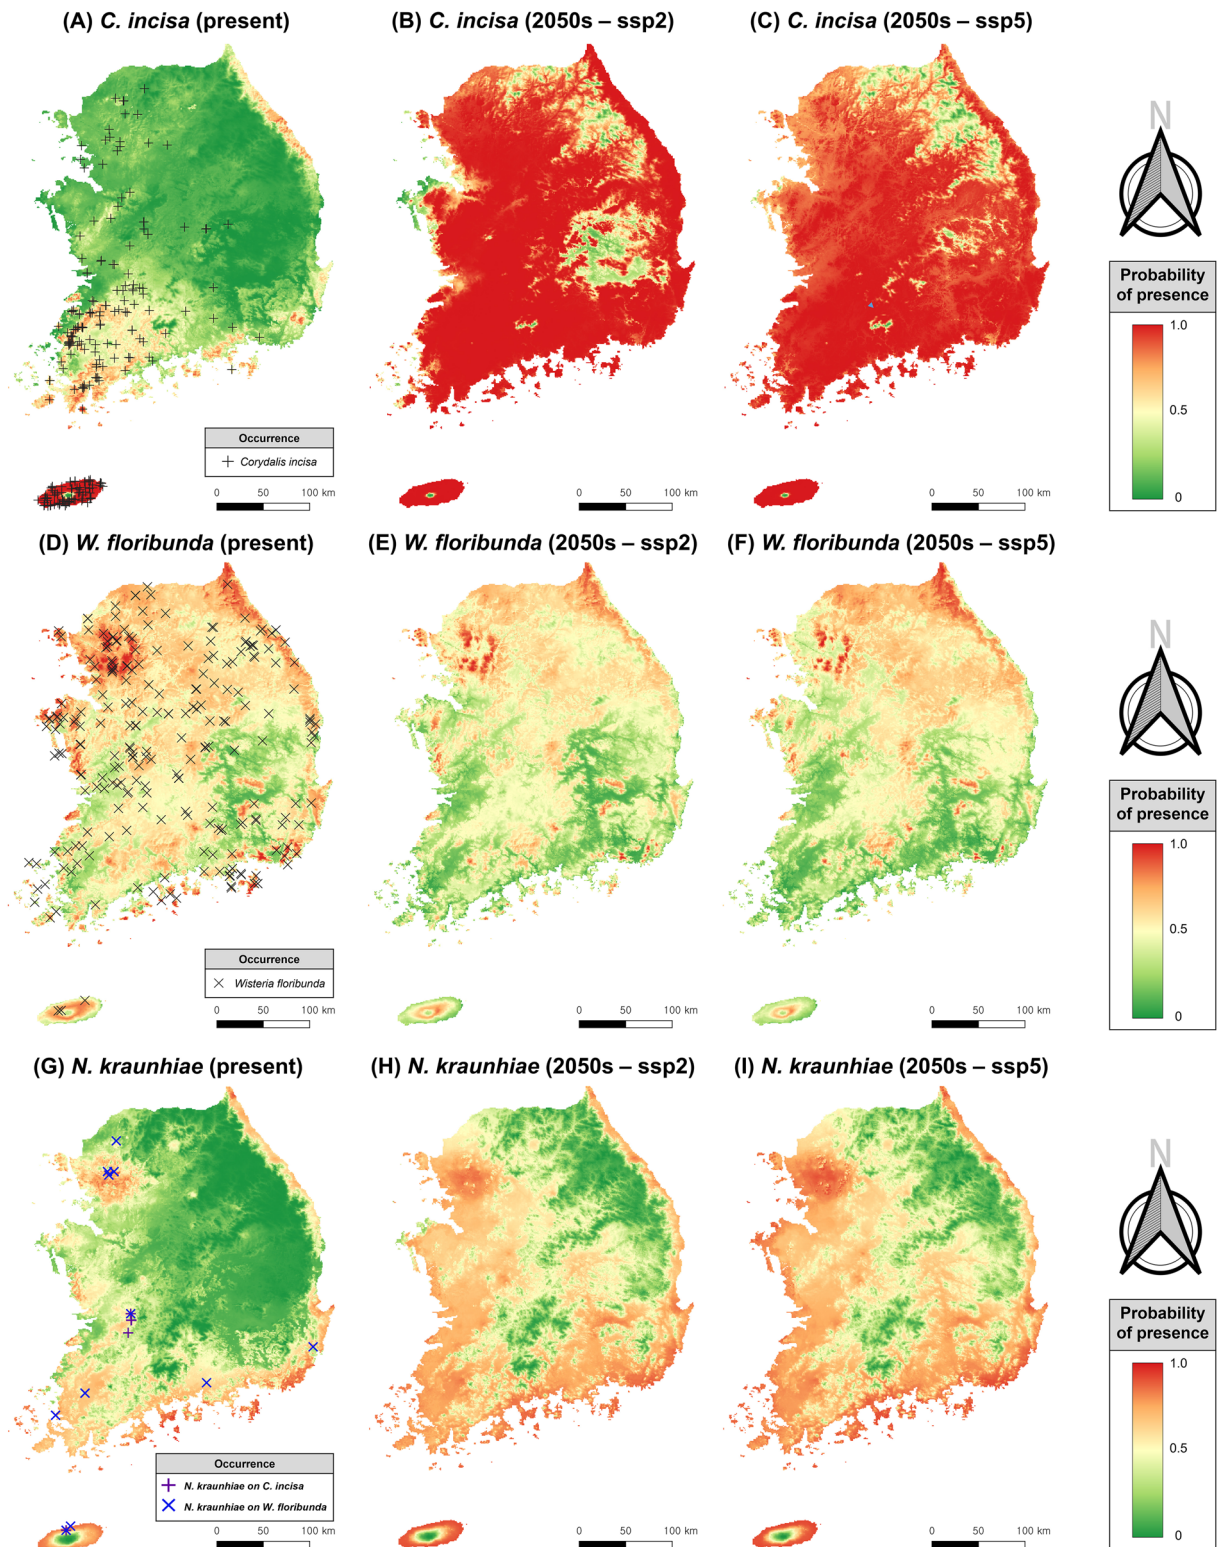 (A) C. incisa (present)
(B) C. incisa (2050s – ssp2)
(C) C. incisa (2050s – ssp5)
N
Probability
of presence
1.0
0.5
0
Occurrence
Corydalis incisa
0 50 100 km
0 50 100 km
0 50 100 km
(D) W. floribunda (present)
(E) W. floribunda (2050s – ssp2)
(F) W. floribunda (2050s – ssp5)
N
Probability
of presence
1.0
0.5
0
Occurrence
Wisteria floribunda
0 50 100 km
0 50 100 km
0 50 100 km
(G) N. kraunhiae (present)
(H) N. kraunhiae (2050s – ssp2)
(I) N. kraunhiae (2050s – ssp5)
N
Probability
of presence
1.0
0.5
0
Occurrence
N. kraunhiae on C. incisa
N. kraunhiae on W. floribunda
0 50 100 km
0 50 100 km
0 50 100 km